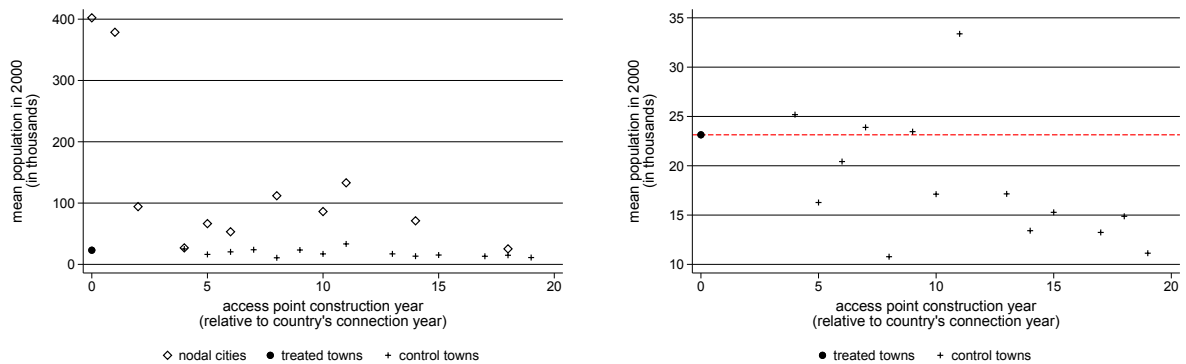 mean population in 2000
(in thousands)
400
300
200
100
0
0 5 10 15 20
access point construction year
(relative to country's connection year)
nodal cities treated towns control towns
mean population in 2000
(in thousands)
35
30
25
20
15
10
0 5 10 15 20
access point construction year
(relative to country's connection year)
treated towns control towns